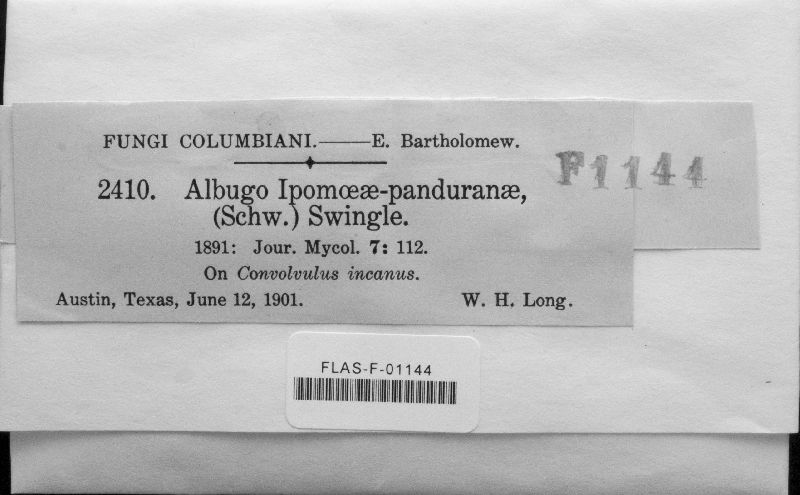 FUNGI COLUMBIANI.——E. Bartholomew.
F1144
2410. Albugo Ipomœæ-panduranæ,
(Schw.) Swingle.
1891: Jour. Mycol. 7: 112.
On Convolvulus incanus.
Austin, Texas, June 12, 1901. W. H. Long.
FLAS-F-01144